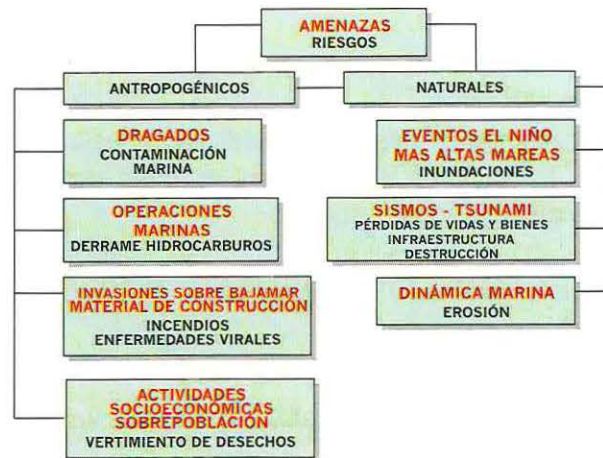 AMENAZAS
RIESGOS
ANTROPOGÉNICOS
NATURALES
DRAGADOS
CONTAMINACIÓN
MARINA
OPERACIONES
MARINAS
DERRAME HIDROCARBUROS
INVASIONES SOBRE BAJAMAR
MATERIAL DE CONSTRUCCIÓN
INCENDIOS
ENFERMEDADES VIRALES
ACTIVIDADES
SOCIOECONÓMICAS
SOBREPOBLACIÓN
VERTIMIENTO DE DESECHOS
EVENTOS EL NIÑO
MAS ALTAS MAREAS
INUNDACIONES
SISMOS - TSUNAMI
PÉRDIDAS DE VIDAS Y BIENES
INFRAESTRUCTURA
DESTRUCCIÓN
DINÁMICA MARINA
EROSIÓN